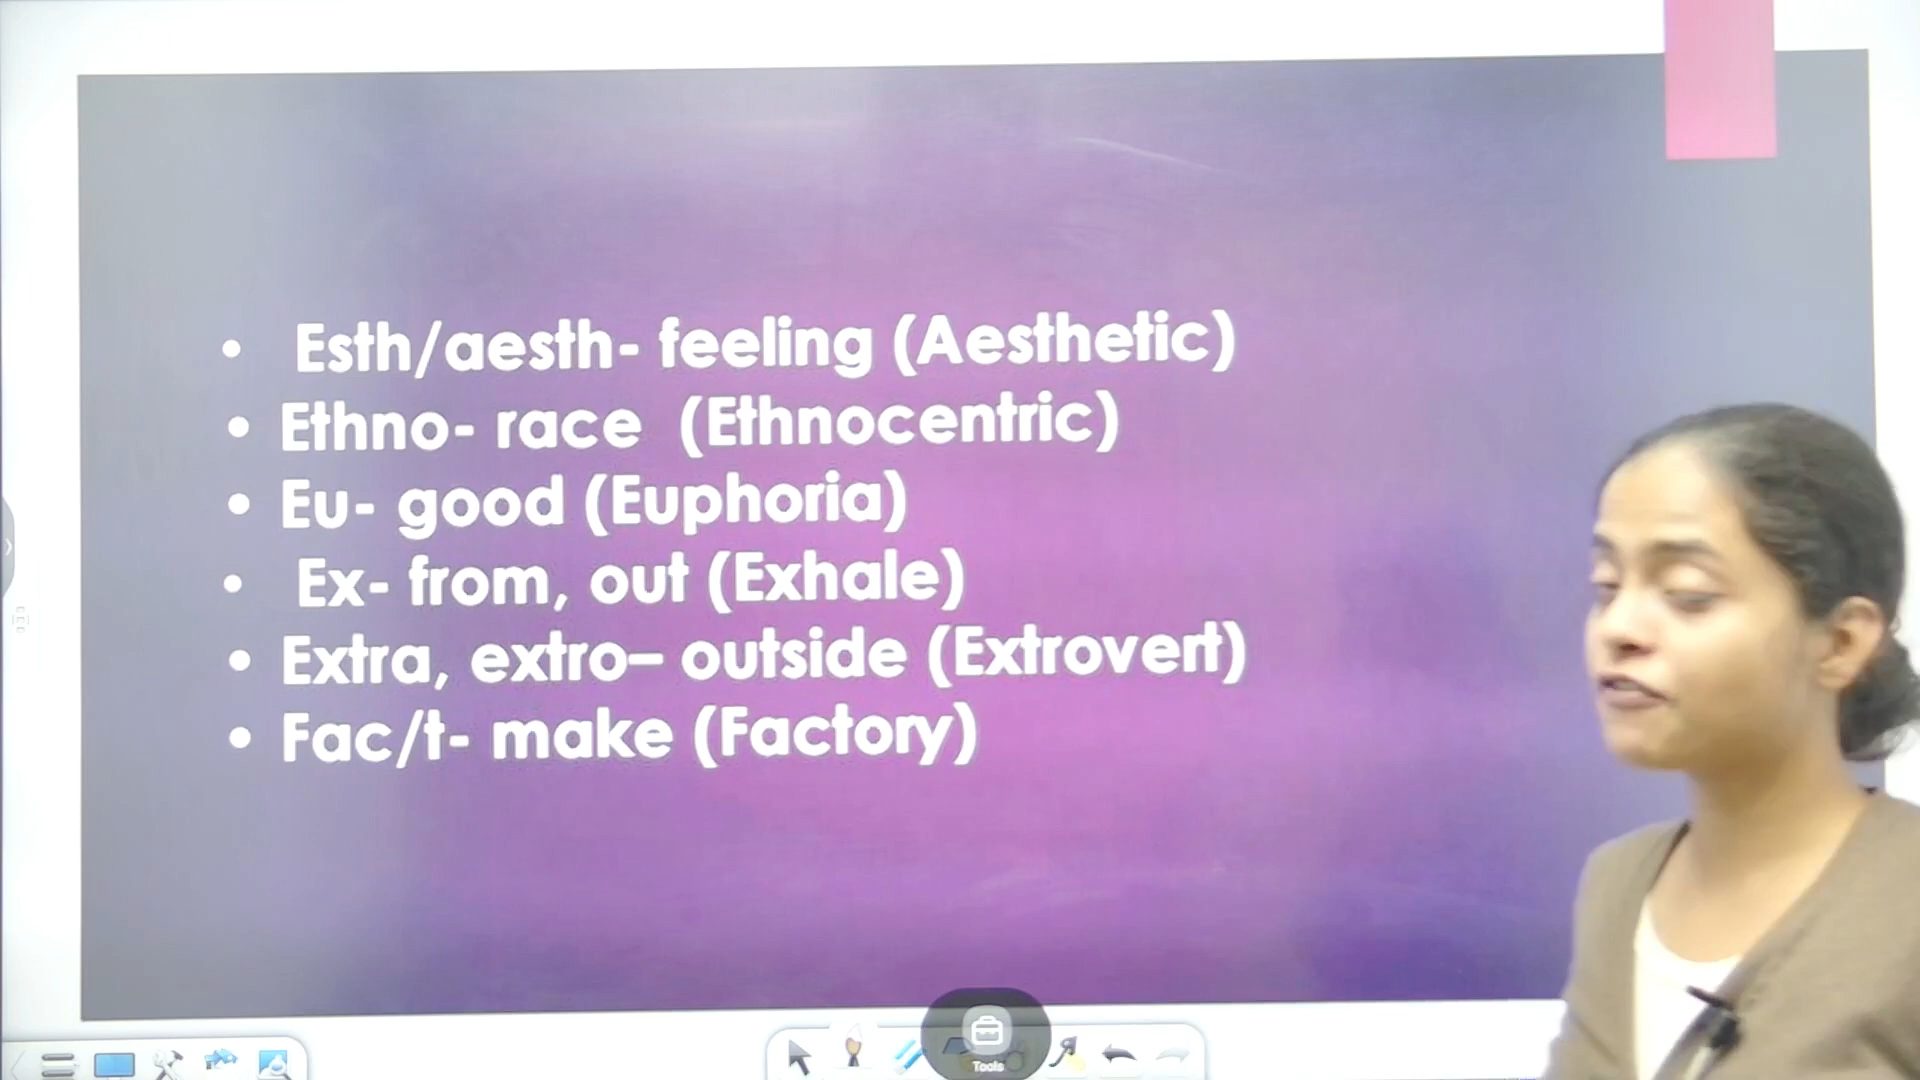 • Esth/aesth- feeling (Aesthetic)
• Ethno- race (Ethnocentric)
• Eu- good (Euphoria)
• Ex- from, out (Exhale)
• Extra, extro– outside (Extrovert)
• Fac/t- make (Factory)
Tools